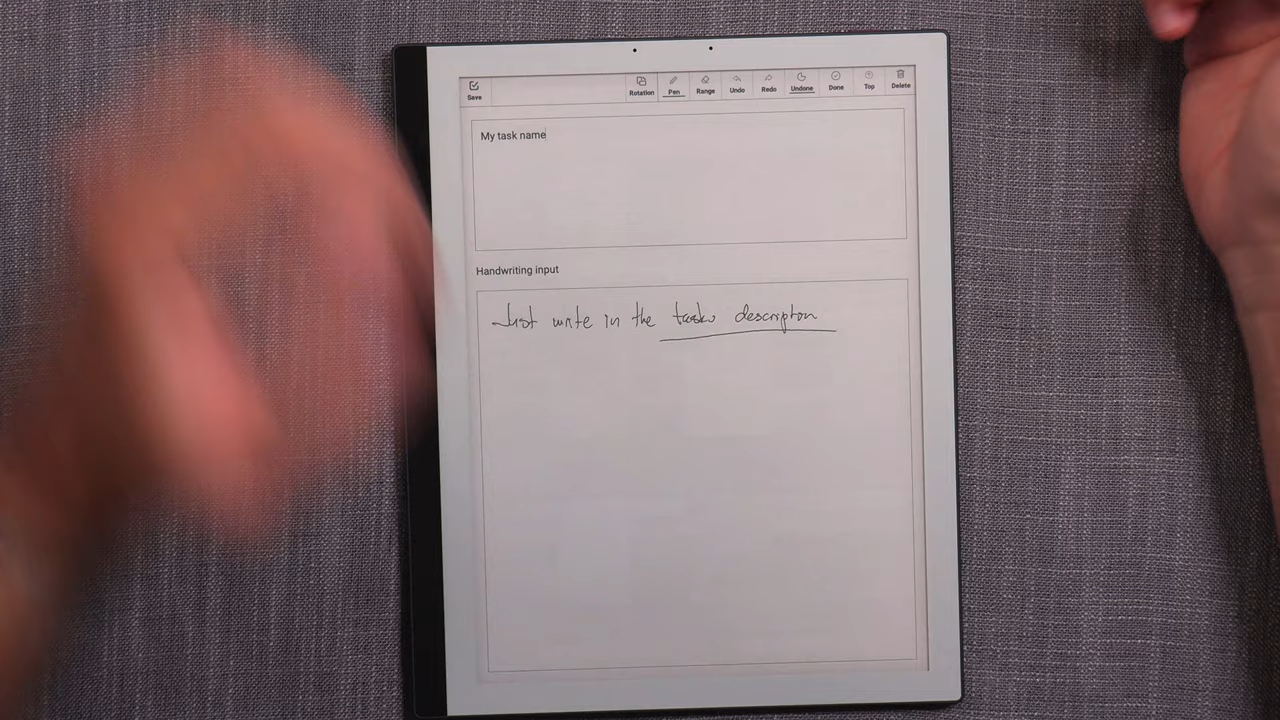 Save Rotation Pen Range Undo Redo Undone Done Top Delete
My task name
Handwriting input
Just write in the tasks description